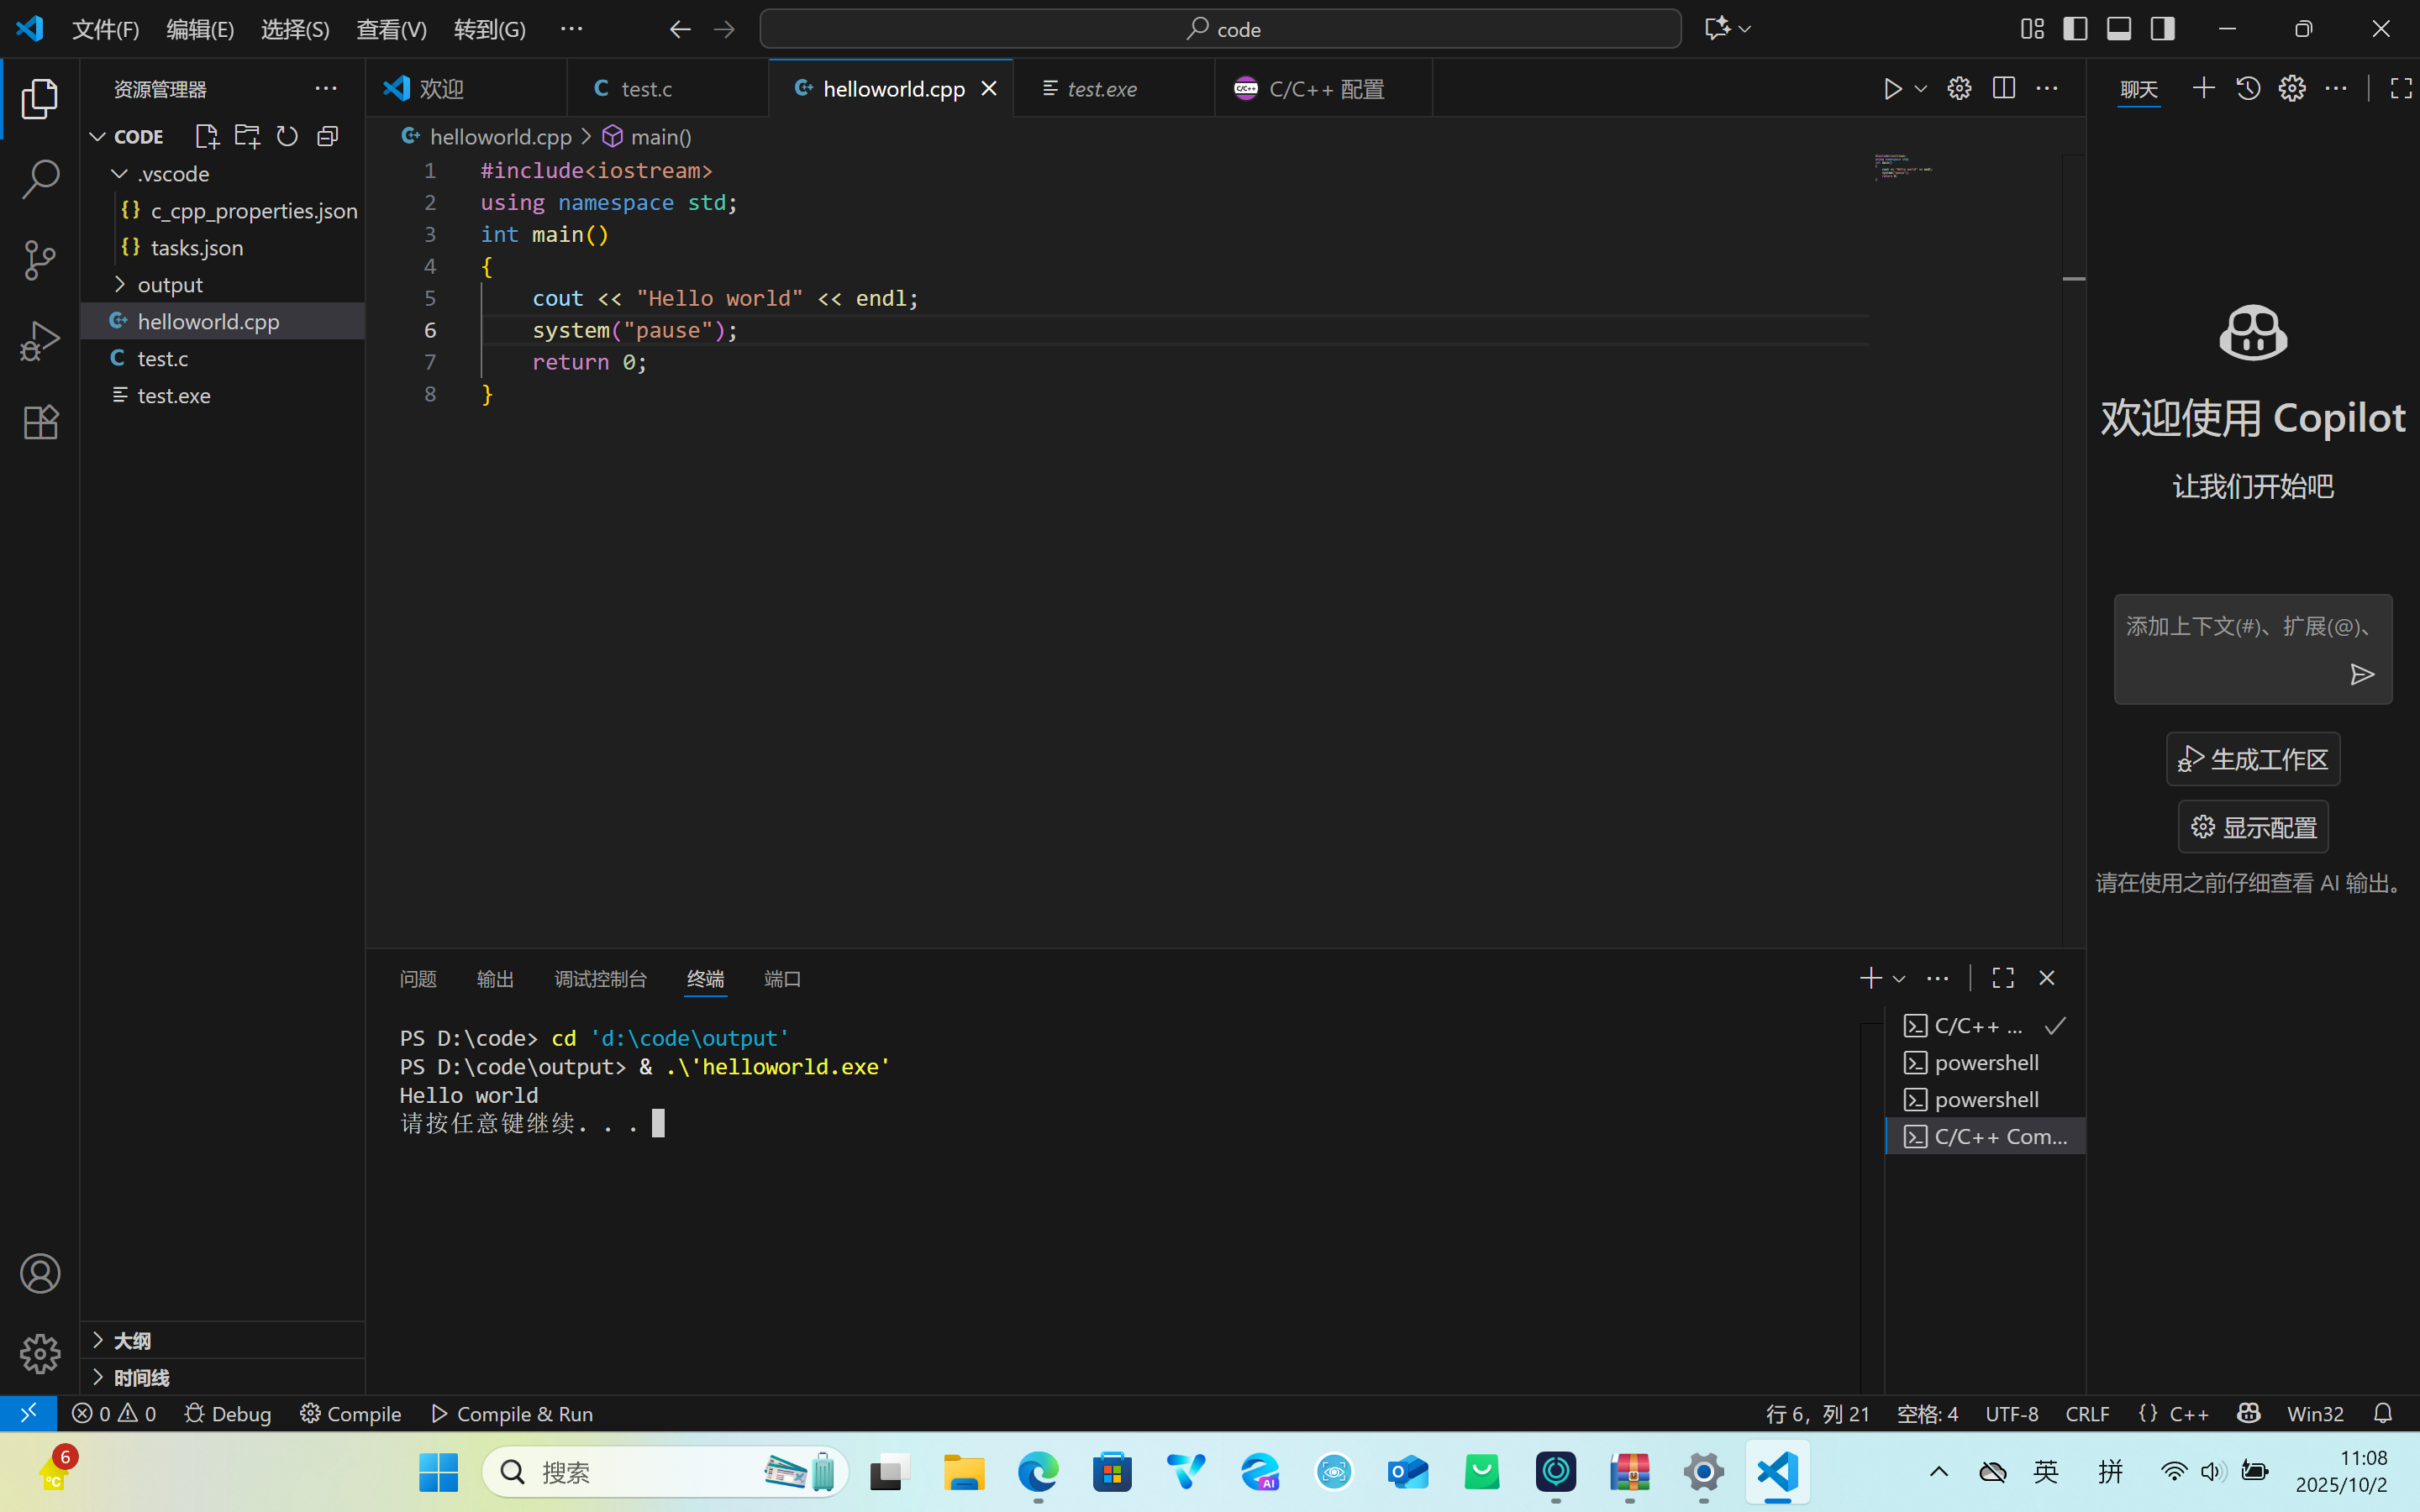 文件(F) 编辑(E) 选择(S) 查看(V) 转到(G) ··· code
资源管理器 ···
欢迎 test.c helloworld.cpp test.exe C/C++ 配置
聊天
CODE
.vscode
c_cpp_properties.json
tasks.json
output
helloworld.cpp
test.c
test.exe
helloworld.cpp > main()
1 #include<iostream>
2 using namespace std;
3 int main()
4 {
5 cout << "Hello world" << endl;
6 system("pause");
7 return 0;
8 }
欢迎使用 Copilot
让我们开始吧
添加上下文(#)、扩展(@)、
生成工作区
显示配置
请在使用之前仔细查看 AI 输出。
问题 输出 调试控制台 终端 端口
PS D:\code> cd 'd:\code\output'
PS D:\code\output> & .\'helloworld.exe'
Hello world
请按任意键继续. . .
C/C++ ...
powershell
powershell
C/C++ Com...
大纲
时间线
0 0 Debug Compile Compile & Run 行 6，列 21 空格: 4 UTF-8 CRLF {} C++ Win32
6
°C
搜索
AI
英 拼
11:08
2025/10/2